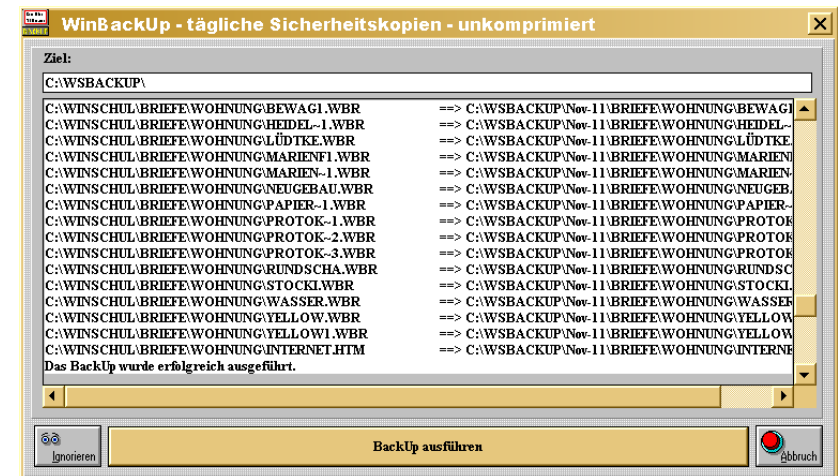 WinBackUp - tägliche Sicherheitskopien - unkomprimiert
Ziel:
C:\WSBACKUP\
C:\WINSCHUL\BRIEFE\WOHNUNG\BEWAG1.WBR ==> C:\WSBACKUP\Nov-11\BRIEFE\WOHNUNG\BEWAG1
C:\WINSCHUL\BRIEFE\WOHNUNG\HEIDEL~1.WBR ==> C:\WSBACKUP\Nov-11\BRIEFE\WOHNUNG\HEIDEL~
C:\WINSCHUL\BRIEFE\WOHNUNG\LÜDTKE.WBR ==> C:\WSBACKUP\Nov-11\BRIEFE\WOHNUNG\LÜDTKE.
C:\WINSCHUL\BRIEFE\WOHNUNG\MARIENF1.WBR ==> C:\WSBACKUP\Nov-11\BRIEFE\WOHNUNG\MARIEN
C:\WINSCHUL\BRIEFE\WOHNUNG\MARIEN~1.WBR ==> C:\WSBACKUP\Nov-11\BRIEFE\WOHNUNG\MARIEN~
C:\WINSCHUL\BRIEFE\WOHNUNG\NEUGEBAU.WBR ==> C:\WSBACKUP\Nov-11\BRIEFE\WOHNUNG\NEUGEB
C:\WINSCHUL\BRIEFE\WOHNUNG\PAPIER~1.WBR ==> C:\WSBACKUP\Nov-11\BRIEFE\WOHNUNG\PAPIER~
C:\WINSCHUL\BRIEFE\WOHNUNG\PROTOK~1.WBR ==> C:\WSBACKUP\Nov-11\BRIEFE\WOHNUNG\PROTOK
C:\WINSCHUL\BRIEFE\WOHNUNG\PROTOK~2.WBR ==> C:\WSBACKUP\Nov-11\BRIEFE\WOHNUNG\PROTOK
C:\WINSCHUL\BRIEFE\WOHNUNG\PROTOK~3.WBR ==> C:\WSBACKUP\Nov-11\BRIEFE\WOHNUNG\PROTOK
C:\WINSCHUL\BRIEFE\WOHNUNG\RUNDSCHA.WBR ==> C:\WSBACKUP\Nov-11\BRIEFE\WOHNUNG\RUNDSC
C:\WINSCHUL\BRIEFE\WOHNUNG\STOCKI.WBR ==> C:\WSBACKUP\Nov-11\BRIEFE\WOHNUNG\STOCKI.
C:\WINSCHUL\BRIEFE\WOHNUNG\WASSER.WBR ==> C:\WSBACKUP\Nov-11\BRIEFE\WOHNUNG\WASSER
C:\WINSCHUL\BRIEFE\WOHNUNG\YELLOW.WBR ==> C:\WSBACKUP\Nov-11\BRIEFE\WOHNUNG\YELLOW
C:\WINSCHUL\BRIEFE\WOHNUNG\YELLOW1.WBR ==> C:\WSBACKUP\Nov-11\BRIEFE\WOHNUNG\YELLOW
C:\WINSCHUL\BRIEFE\WOHNUNG\INTERNET.HTM ==> C:\WSBACKUP\Nov-11\BRIEFE\WOHNUNG\INTERNE
Das BackUp wurde erfolgreich ausgeführt.
Ignorieren
BackUp ausführen
Abbruch